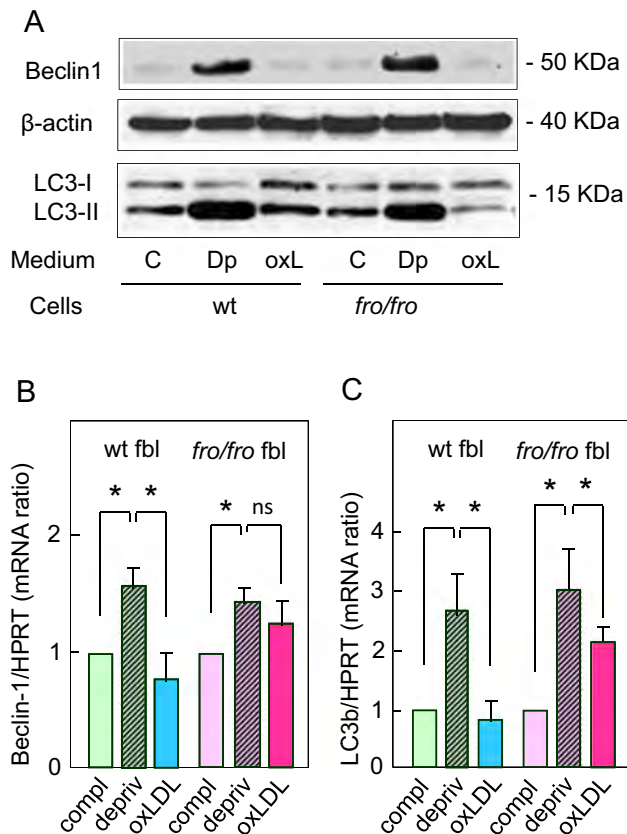 A
Beclin1
- 50 KDa
β-actin
- 40 KDa
LC3-I
LC3-II
- 15 KDa
Medium C Dp oxL C Dp oxL
Cells wt fro/fro
B
wt fbl fro/fro fbl
* * * ns
Beclin-1/HPRT (mRNA ratio)
2
1
0
compl depriv oxLDL compl depriv oxLDL
C
wt fbl fro/fro fbl
* * * *
LC3b/HPRT (mRNA ratio)
4
3
2
1
0
compl depriv oxLDL compl depriv oxLDL